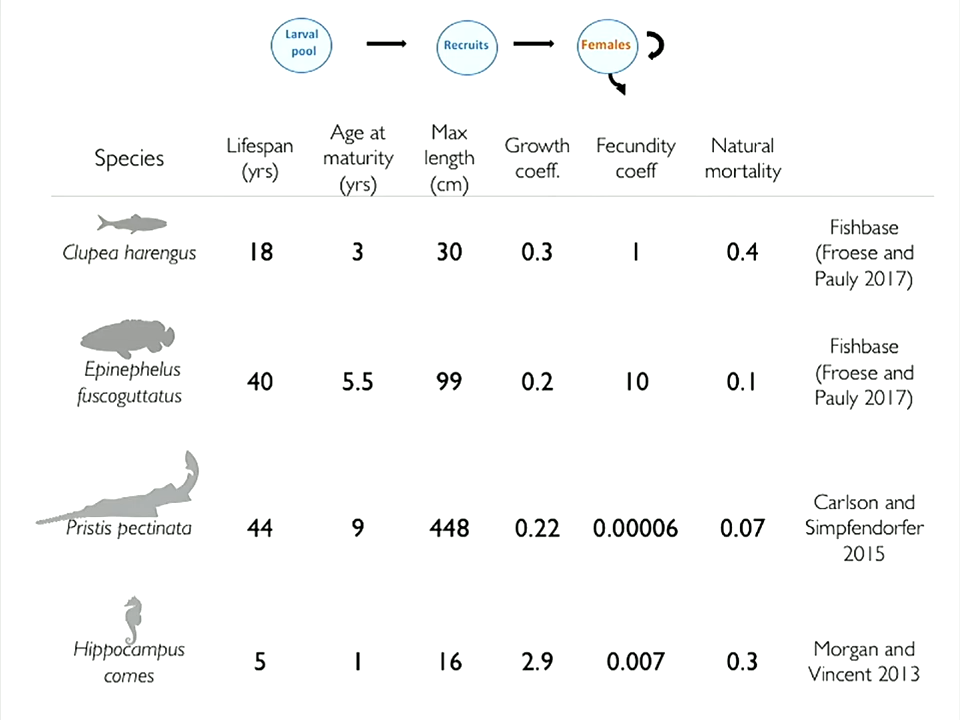 Larval
pool
Recruits
Females
Species
Lifespan
(yrs)
Age at
maturity
(yrs)
Max
length
(cm)
Growth
coeff.
Fecundity
coeff
Natural
mortality
Clupea harengus
18
3
30
0.3
1
0.4
Fishbase
(Froese and
Pauly 2017)
Epinephelus
fuscoguttatus
40
5.5
99
0.2
10
0.1
Fishbase
(Froese and
Pauly 2017)
Pristis pectinata
44
9
448
0.22
0.00006
0.07
Carlson and
Simpfendorfer
2015
Hippocampus
comes
5
1
16
2.9
0.007
0.3
Morgan and
Vincent 2013